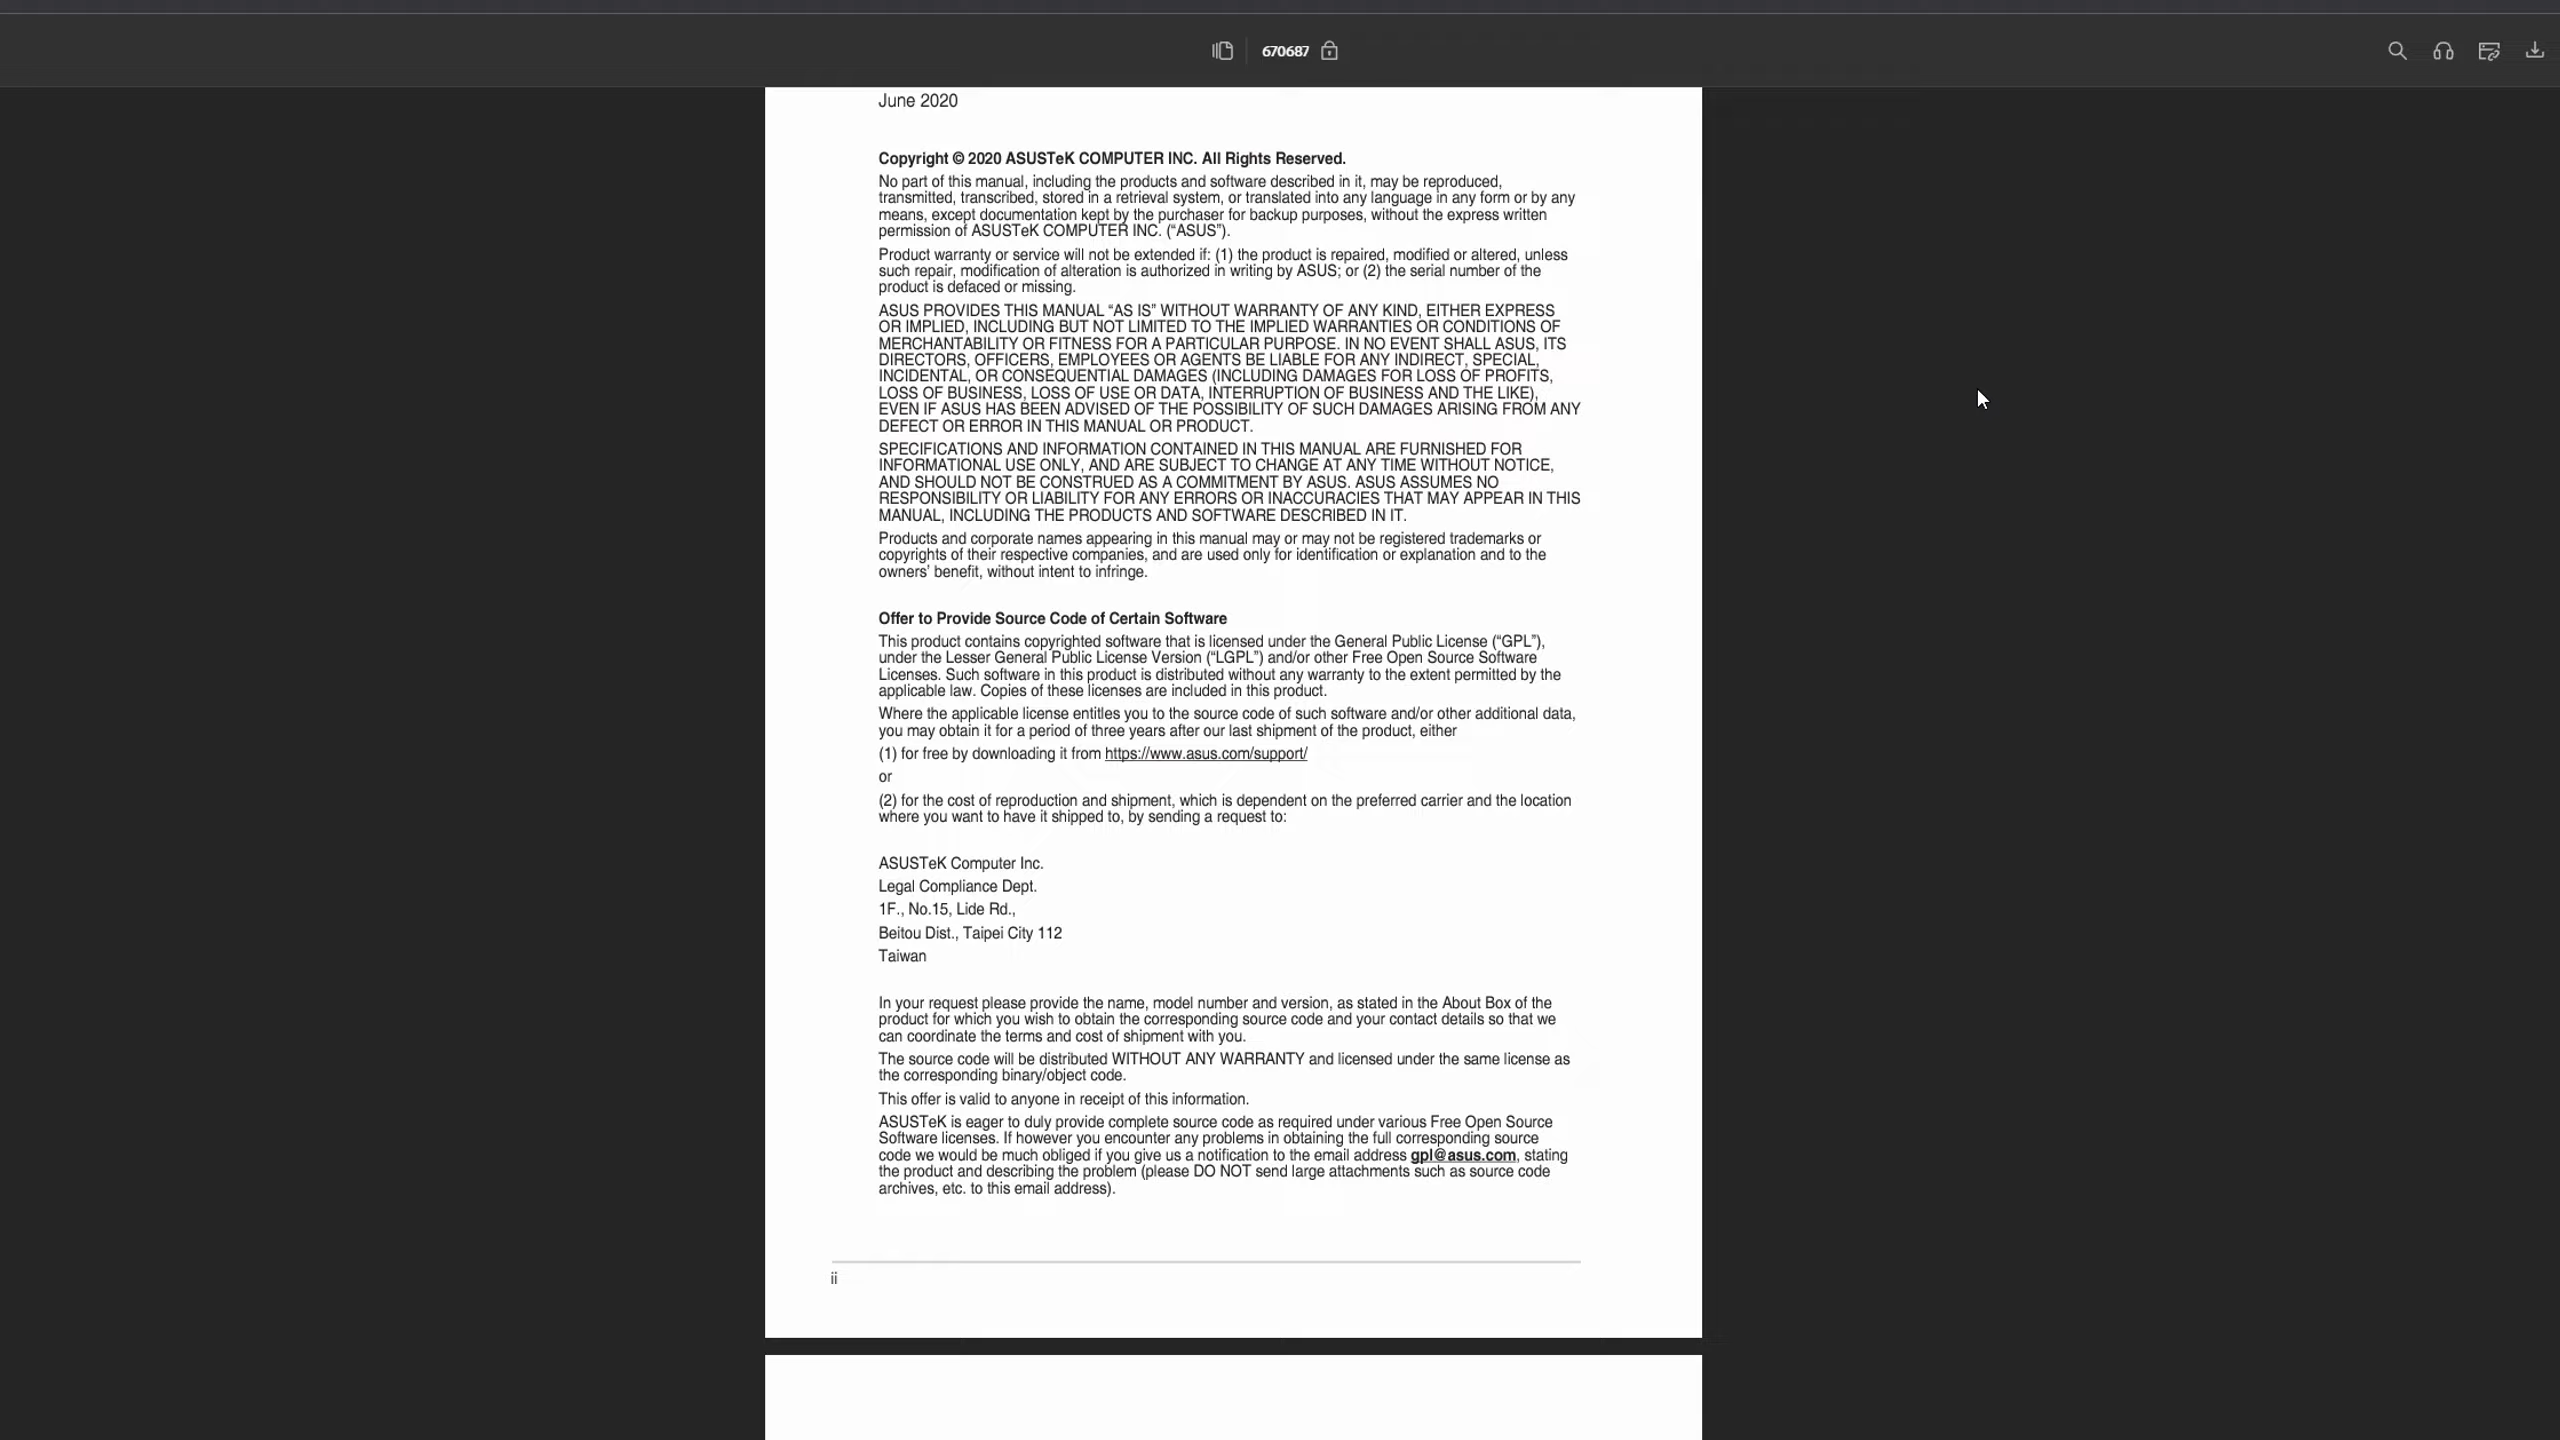 670687
June 2020
Copyright © 2020 ASUSTeK COMPUTER INC. All Rights Reserved.
No part of this manual, including the products and software described in it, may be reproduced,
transmitted, transcribed, stored in a retrieval system, or translated into any language in any form or by any
means, except documentation kept by the purchaser for backup purposes, without the express written
permission of ASUSTeK COMPUTER INC. (“ASUS”).
Product warranty or service will not be extended if: (1) the product is repaired, modified or altered, unless
such repair, modification of alteration is authorized in writing by ASUS; or (2) the serial number of the
product is defaced or missing.
ASUS PROVIDES THIS MANUAL “AS IS” WITHOUT WARRANTY OF ANY KIND, EITHER EXPRESS
OR IMPLIED, INCLUDING BUT NOT LIMITED TO THE IMPLIED WARRANTIES OR CONDITIONS OF
MERCHANTABILITY OR FITNESS FOR A PARTICULAR PURPOSE. IN NO EVENT SHALL ASUS, ITS
DIRECTORS, OFFICERS, EMPLOYEES OR AGENTS BE LIABLE FOR ANY INDIRECT, SPECIAL,
INCIDENTAL, OR CONSEQUENTIAL DAMAGES (INCLUDING DAMAGES FOR LOSS OF PROFITS,
LOSS OF BUSINESS, LOSS OF USE OR DATA, INTERRUPTION OF BUSINESS AND THE LIKE),
EVEN IF ASUS HAS BEEN ADVISED OF THE POSSIBILITY OF SUCH DAMAGES ARISING FROM ANY
DEFECT OR ERROR IN THIS MANUAL OR PRODUCT.
SPECIFICATIONS AND INFORMATION CONTAINED IN THIS MANUAL ARE FURNISHED FOR
INFORMATIONAL USE ONLY, AND ARE SUBJECT TO CHANGE AT ANY TIME WITHOUT NOTICE,
AND SHOULD NOT BE CONSTRUED AS A COMMITMENT BY ASUS. ASUS ASSUMES NO
RESPONSIBILITY OR LIABILITY FOR ANY ERRORS OR INACCURACIES THAT MAY APPEAR IN THIS
MANUAL, INCLUDING THE PRODUCTS AND SOFTWARE DESCRIBED IN IT.
Products and corporate names appearing in this manual may or may not be registered trademarks or
copyrights of their respective companies, and are used only for identification or explanation and to the
owners’ benefit, without intent to infringe.
Offer to Provide Source Code of Certain Software
This product contains copyrighted software that is licensed under the General Public License (“GPL”),
under the Lesser General Public License Version (“LGPL”) and/or other Free Open Source Software
Licenses. Such software in this product is distributed without any warranty to the extent permitted by the
applicable law. Copies of these licenses are included in this product.
Where the applicable license entitles you to the source code of such software and/or other additional data,
you may obtain it for a period of three years after our last shipment of the product, either
(1) for free by downloading it from https://www.asus.com/support/
or
(2) for the cost of reproduction and shipment, which is dependent on the preferred carrier and the location
where you want to have it shipped to, by sending a request to:
ASUSTeK Computer Inc.
Legal Compliance Dept.
1F., No.15, Lide Rd.,
Beitou Dist., Taipei City 112
Taiwan
In your request please provide the name, model number and version, as stated in the About Box of the
product for which you wish to obtain the corresponding source code and your contact details so that we
can coordinate the terms and cost of shipment with you.
The source code will be distributed WITHOUT ANY WARRANTY and licensed under the same license as
the corresponding binary/object code.
This offer is valid to anyone in receipt of this information.
ASUSTeK is eager to duly provide complete source code as required under various Free Open Source
Software licenses. If however you encounter any problems in obtaining the full corresponding source
code we would be much obliged if you give us a notification to the email address gpl@asus.com, stating
the product and describing the problem (please DO NOT send large attachments such as source code
archives, etc. to this email address).
ii